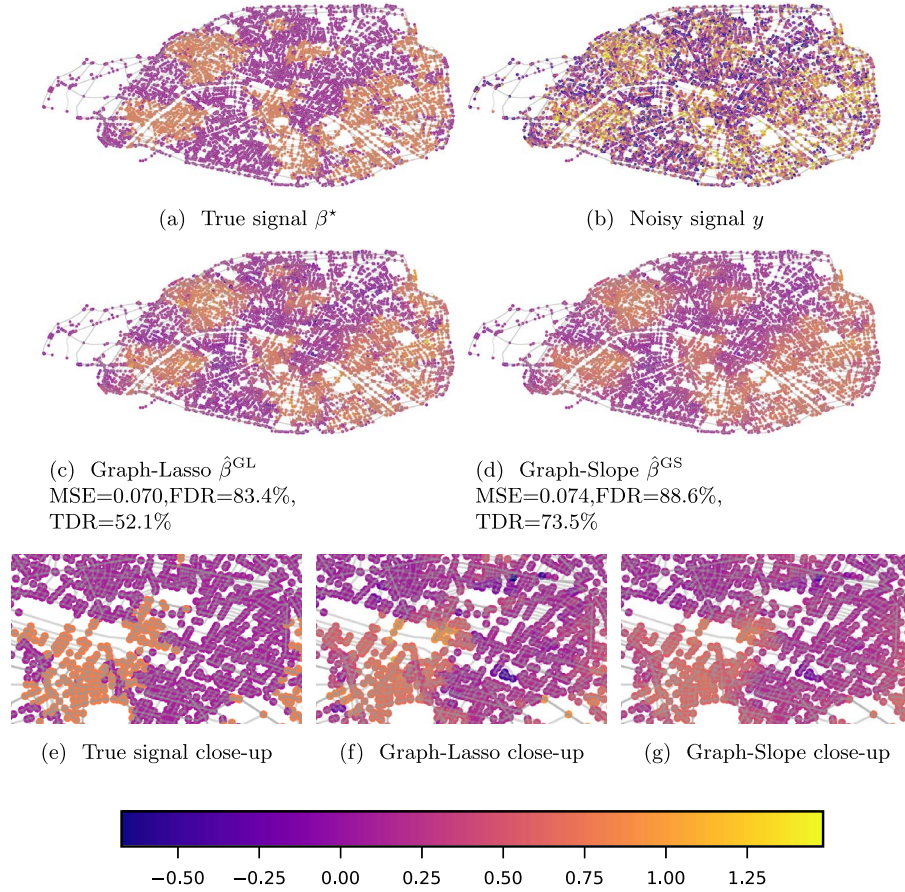 (a) True signal β⋆
(b) Noisy signal y
(c) Graph-Lasso β̂^GL
MSE=0.070,FDR=83.4%,
TDR=52.1%
(d) Graph-Slope β̂^GS
MSE=0.074,FDR=88.6%,
TDR=73.5%
(e) True signal close-up
(f) Graph-Lasso close-up
(g) Graph-Slope close-up
−0.50 −0.25 0.00 0.25 0.50 0.75 1.00 1.25